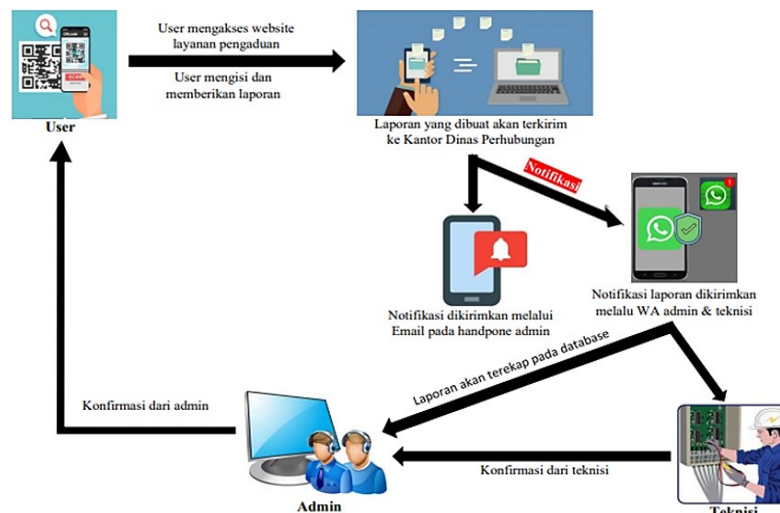 User mengakses website
layanan pengaduan
User mengisi dan
memberikan laporan
User
Laporan yang dibuat akan terkirim
ke Kantor Dinas Perhubungan
Notifikasi
1
Notifikasi dikirimkan melalui
Email pada handpone admin
Notifikasi laporan dikirimkan
melalu WA admin & teknisi
Laporan akan terekap pada database
Konfirmasi dari admin
Konfirmasi dari teknisi
Admin
Teknisi